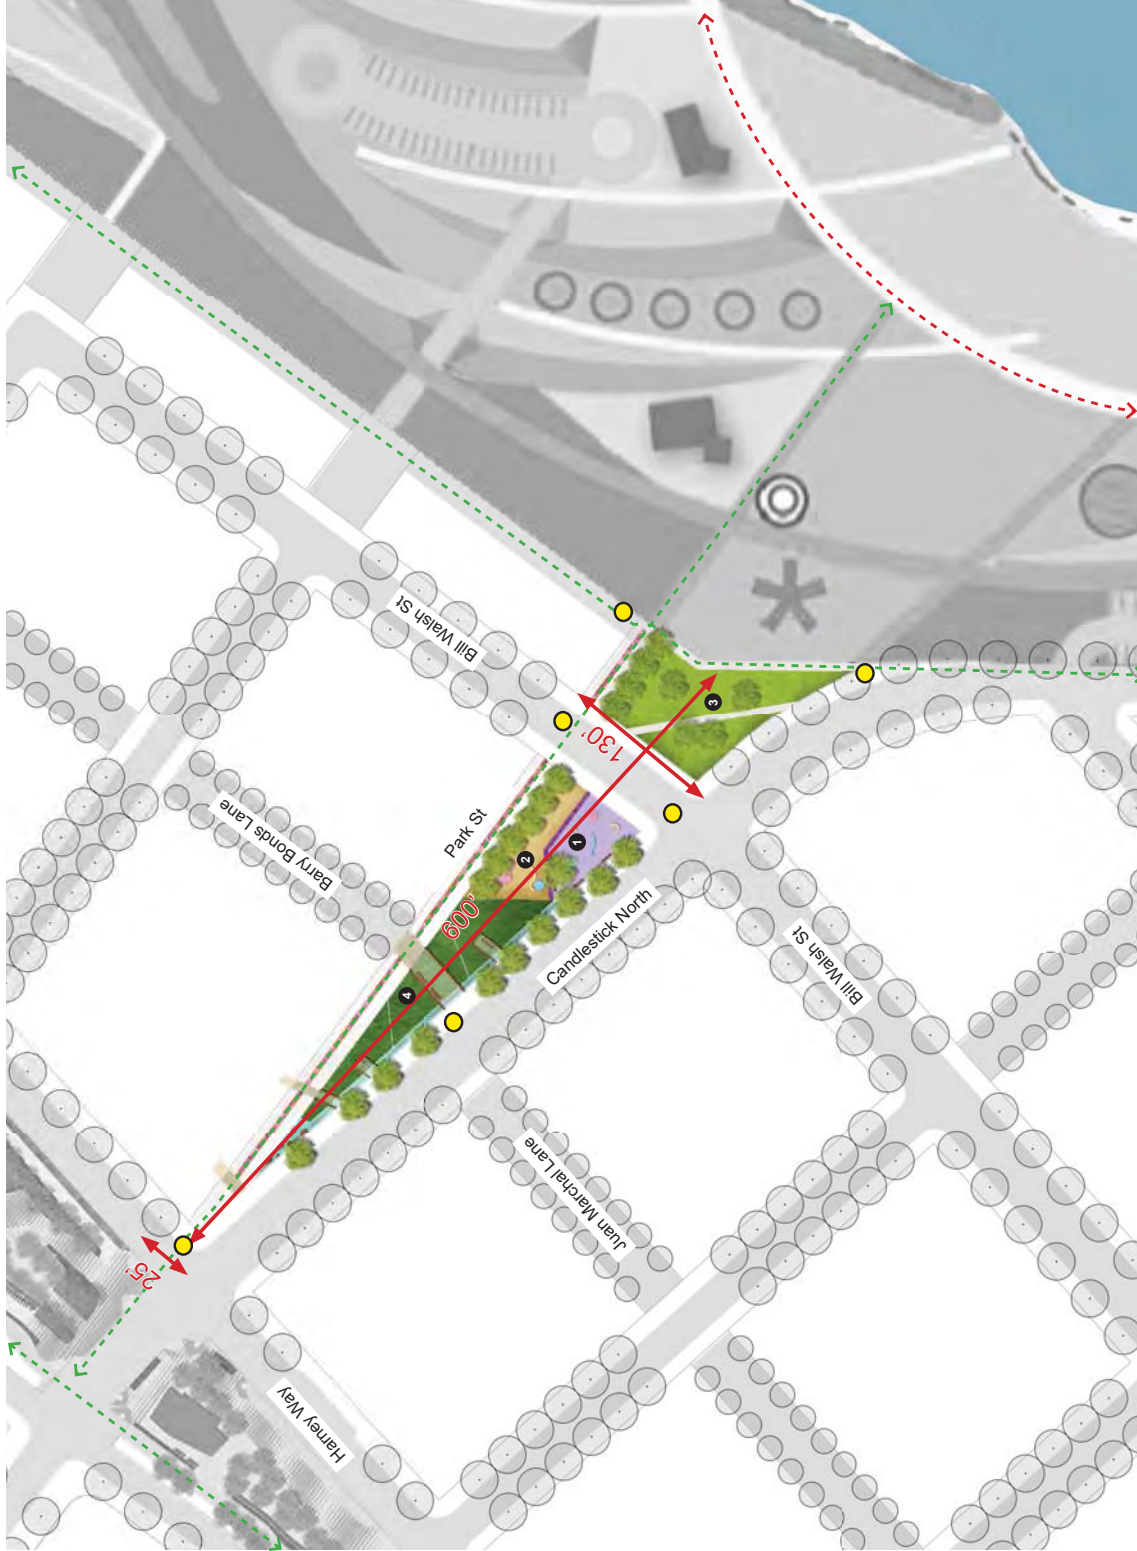 Bill Walsh St
130'
3
Park St
Barry Bonds Lane
1
2
600'
Candlestick North
4
Bill Walsh St
Juan Marchal Lane
25'
Harney Way